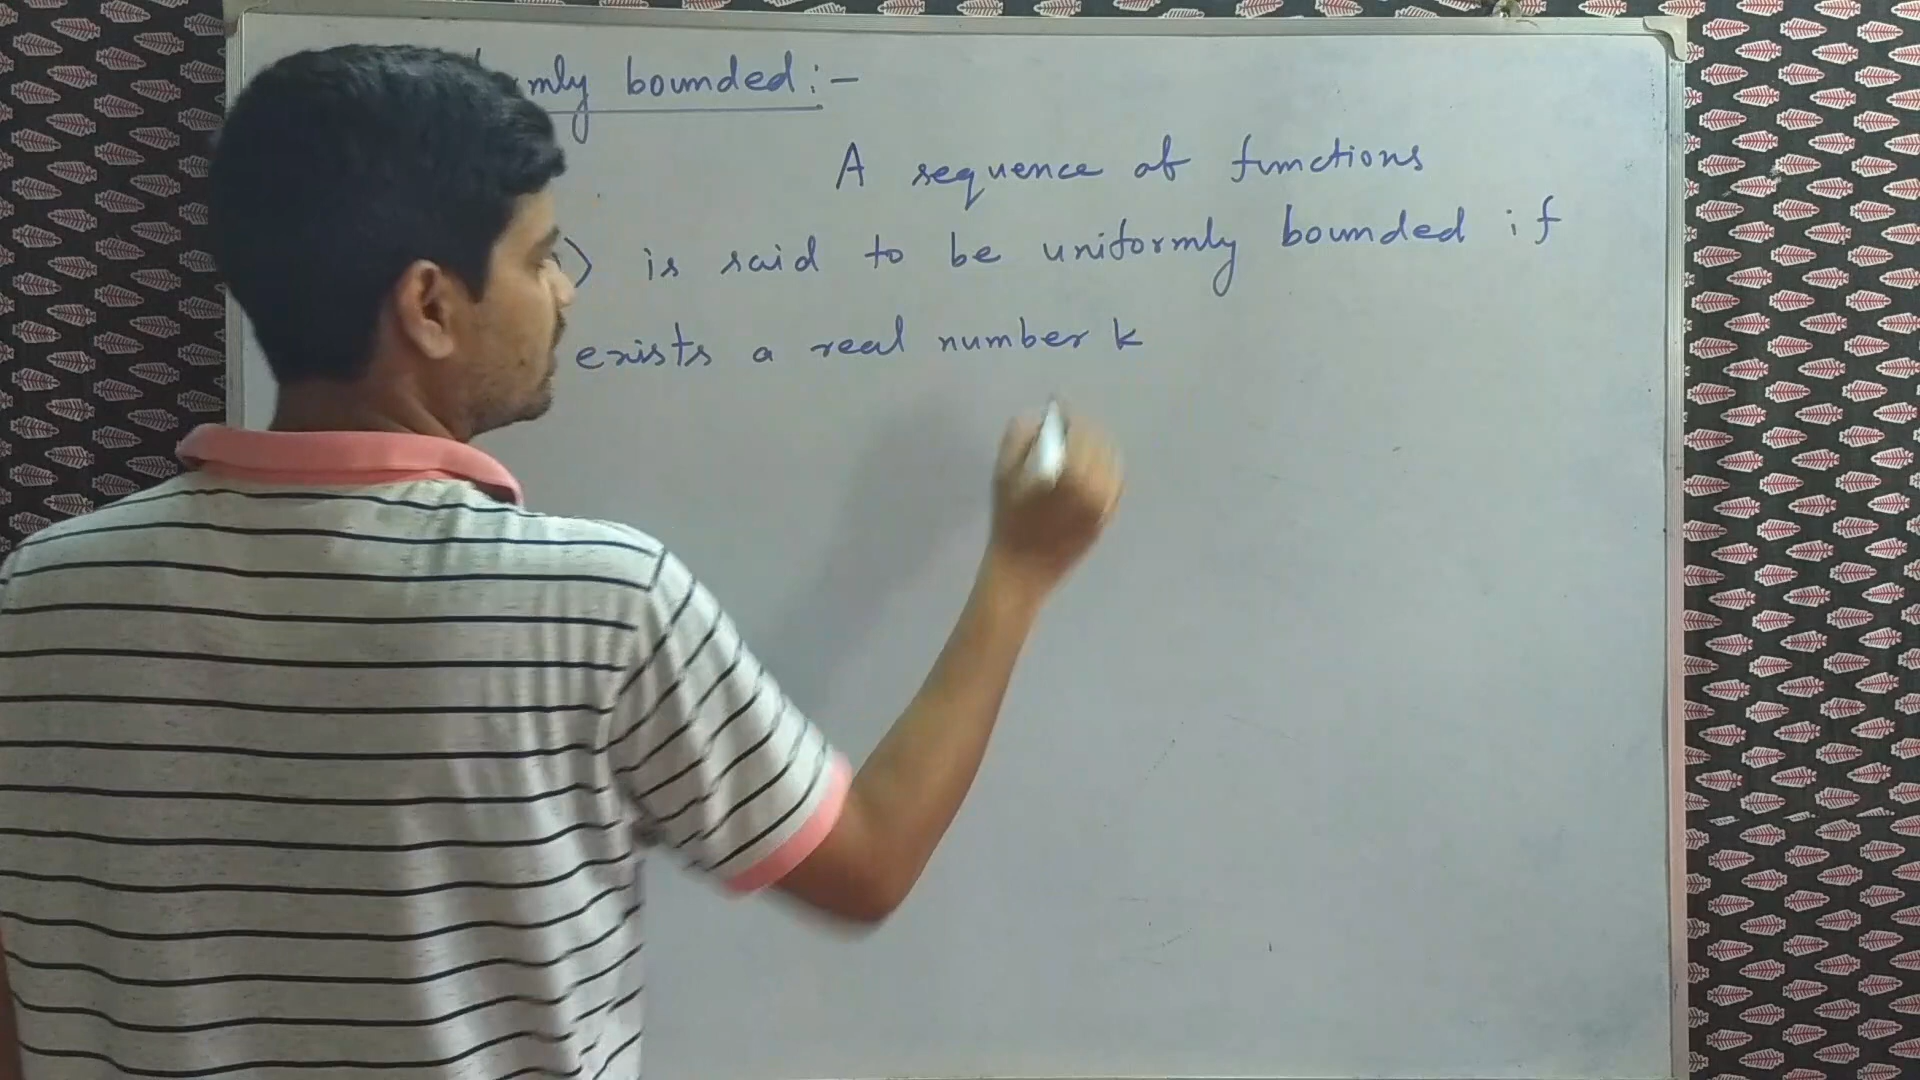 mly bounded :-
A sequence of functions
⟩ is said to be uniformly bounded if
exists a real number k